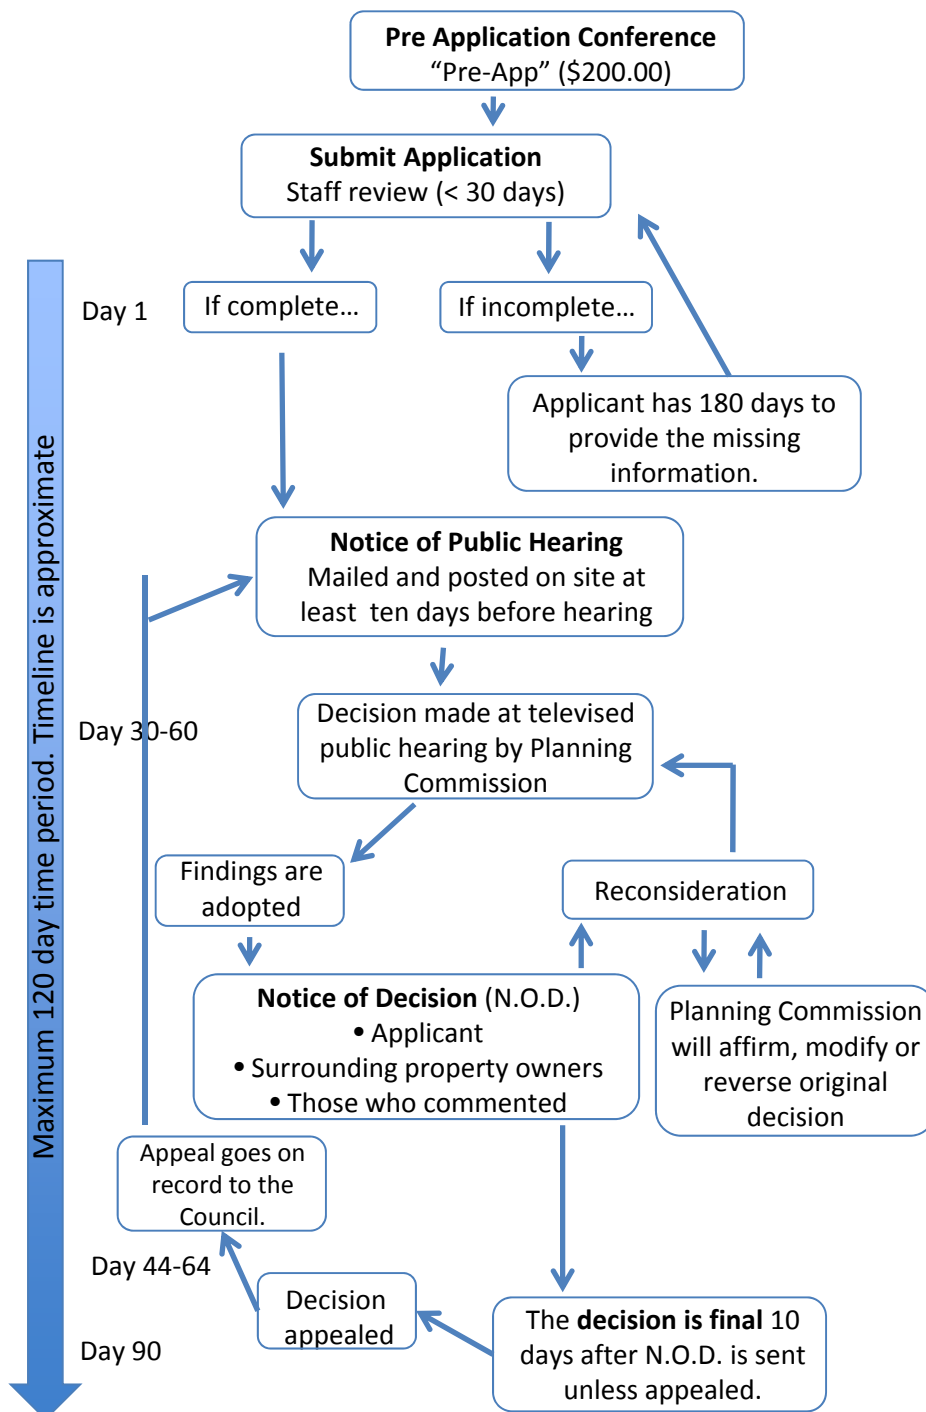 Pre Application Conference
“Pre-App” ($200.00)
Submit Application
Staff review (< 30 days)
Day 1
If complete…
If incomplete…
Applicant has 180 days to
provide the missing
information.
Maximum 120 day time period. Timeline is approximate
Notice of Public Hearing
Mailed and posted on site at
least ten days before hearing
Day 30-60
Decision made at televised
public hearing by Planning
Commission
Findings are
adopted
Reconsideration
Notice of Decision (N.O.D.)
• Applicant
• Surrounding property owners
• Those who commented
Planning Commission
will affirm, modify or
reverse original
decision
Appeal goes on
record to the
Council.
Day 44-64
Decision
appealed
The decision is final 10
days after N.O.D. is sent
unless appealed.
Day 90